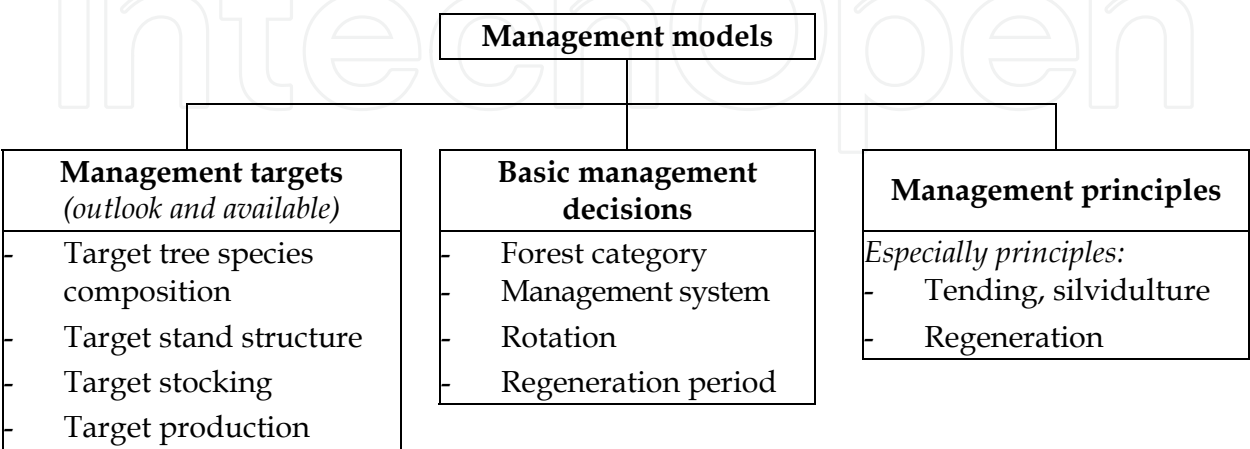 IntechOpen
Management models
Management targets
(outlook and available)
- Target tree species
composition
- Target stand structure
- Target stocking
- Target production
Basic management
decisions
- Forest category
- Management system
- Rotation
- Regeneration period
Management principles
Especially principles:
- Tending, silvidulture
- Regeneration